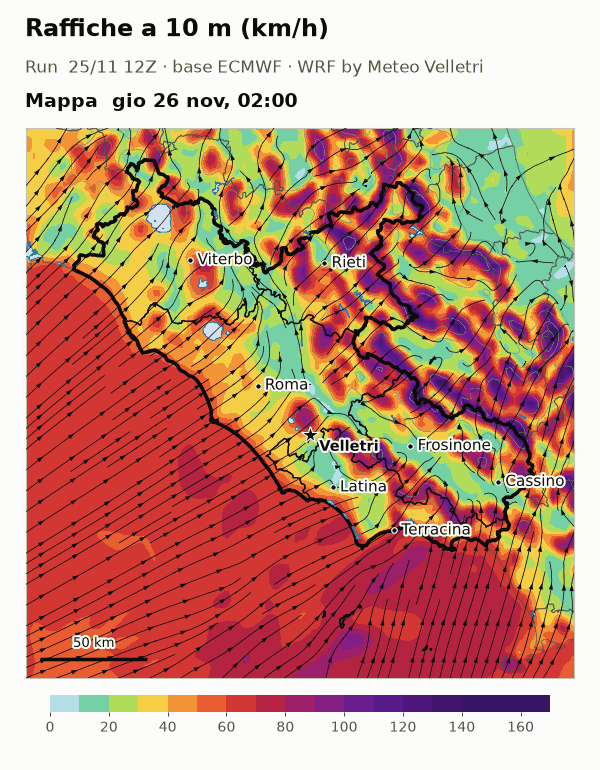 Raffiche a 10 m (km/h)
Run  25/11 12Z · base ECMWF · WRF by Meteo Velletri
Mappa  gio 26 nov, 02:00
Viterbo
Rieti
Roma
Velletri
Frosinone
Cassino
Latina
Terracina
50 km
0 20 40 60 80 100 120 140 160